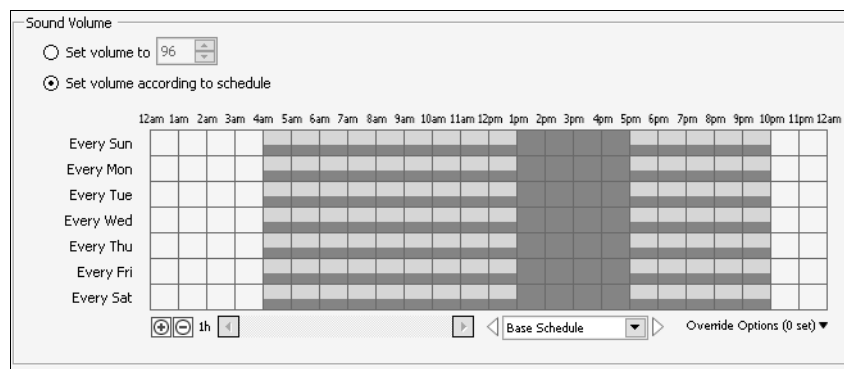 Sound Volume
Set volume to 96
Set volume according to schedule
12am 1am 2am 3am 4am 5am 6am 7am 8am 9am 10am 11am 12pm 1pm 2pm 3pm 4pm 5pm 6pm 7pm 8pm 9pm 10pm 11pm 12am
Every Sun
Every Mon
Every Tue
Every Wed
Every Thu
Every Fri
Every Sat
1h Base Schedule Override Options (0 set)